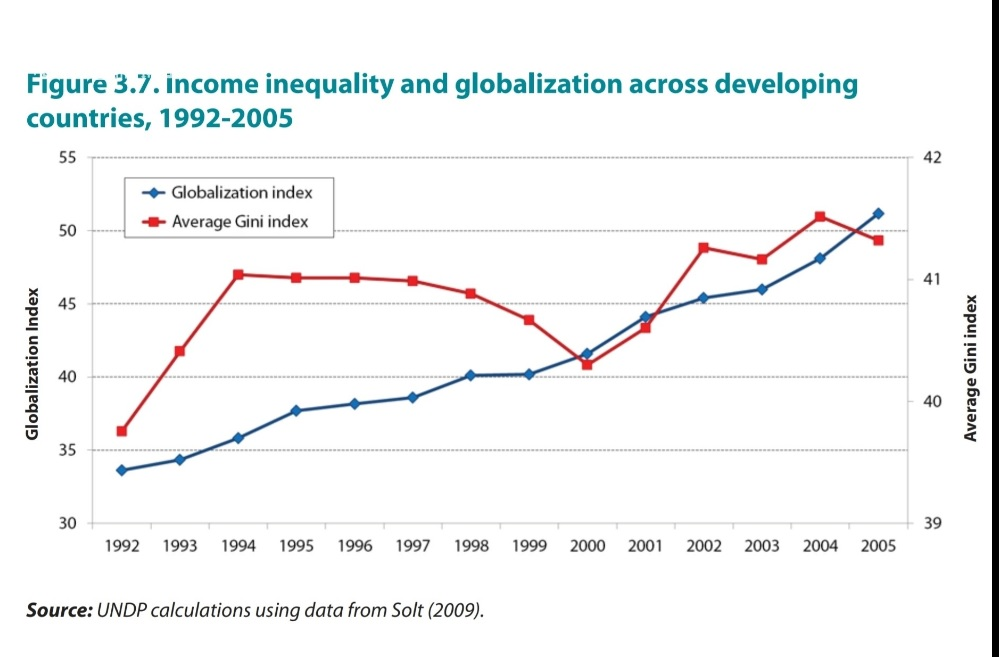 Figure 3.7. Income inequality and globalization across developing
countries, 1992-2005
55
42
Globalization index
Average Gini index
50
41
45
40
40
35
30
39
Globalization Index
Average Gini index
1992 1993 1994 1995 1996 1997 1998 1999 2000 2001 2002 2003 2004 2005
Source: UNDP calculations using data from Solt (2009).